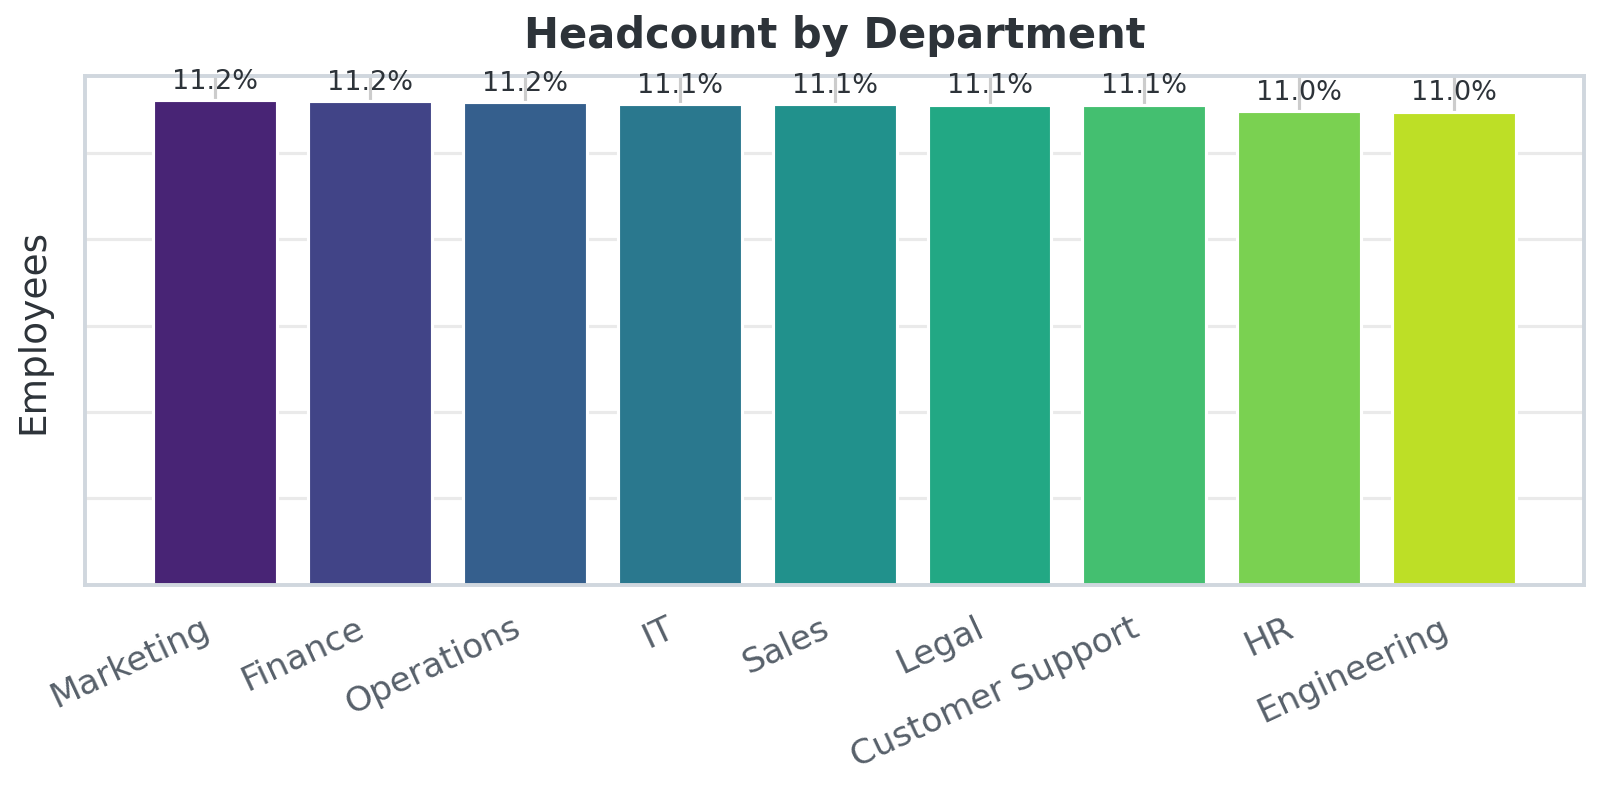 Headcount by Department
11.2%
11.2%
11.2%
11.1%
11.1%
11.1%
11.1%
11.0%
11.0%
Employees
Marketing
Finance
Operations
IT
Sales
Legal
Customer Support
HR
Engineering